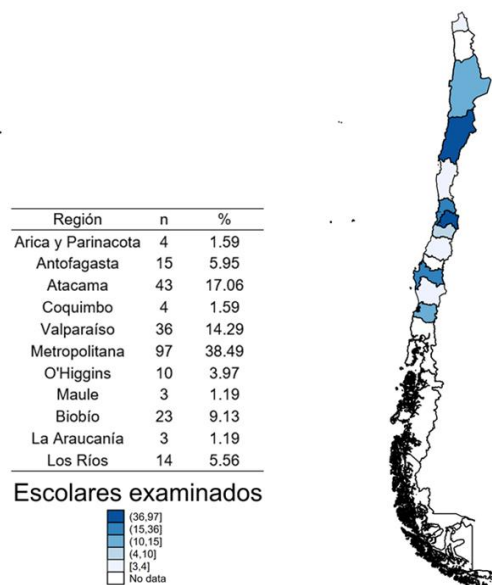 Región n %
Arica y Parinacota 4 1.59
Antofagasta 15 5.95
Atacama 43 17.06
Coquimbo 4 1.59
Valparaíso 36 14.29
Metropolitana 97 38.49
O'Higgins 10 3.97
Maule 3 1.19
Biobío 23 9.13
La Araucanía 3 1.19
Los Ríos 14 5.56
Escolares examinados
(36,97]
(15,36]
(10,15]
(4,10]
[3,4]
No data